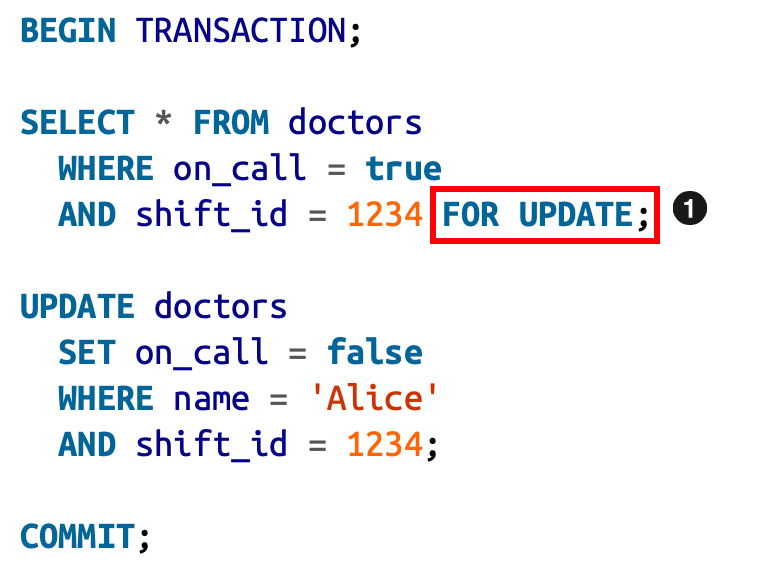 BEGIN TRANSACTION;
SELECT * FROM doctors
WHERE on_call = true
AND shift_id = 1234 FOR UPDATE; 1
UPDATE doctors
SET on_call = false
WHERE name = 'Alice'
AND shift_id = 1234;
COMMIT;